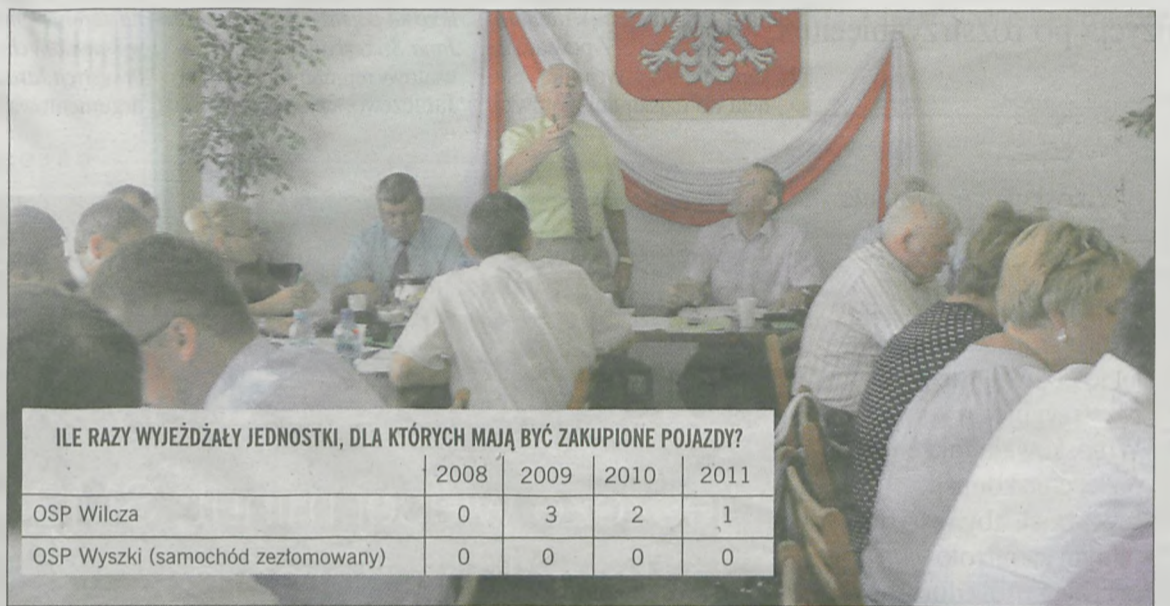 ILE RAZY WYJEŻDŻAŁY JEDNOSTKI, DLA KTÓRYCH MAJĄ BYĆ ZAKUPIONE POJAZDY?
2008 2009 2010 2011
OSP Wilcza 0 3 2 1
OSP Wyszki (samochód zezłomowany) 0 0 0 0